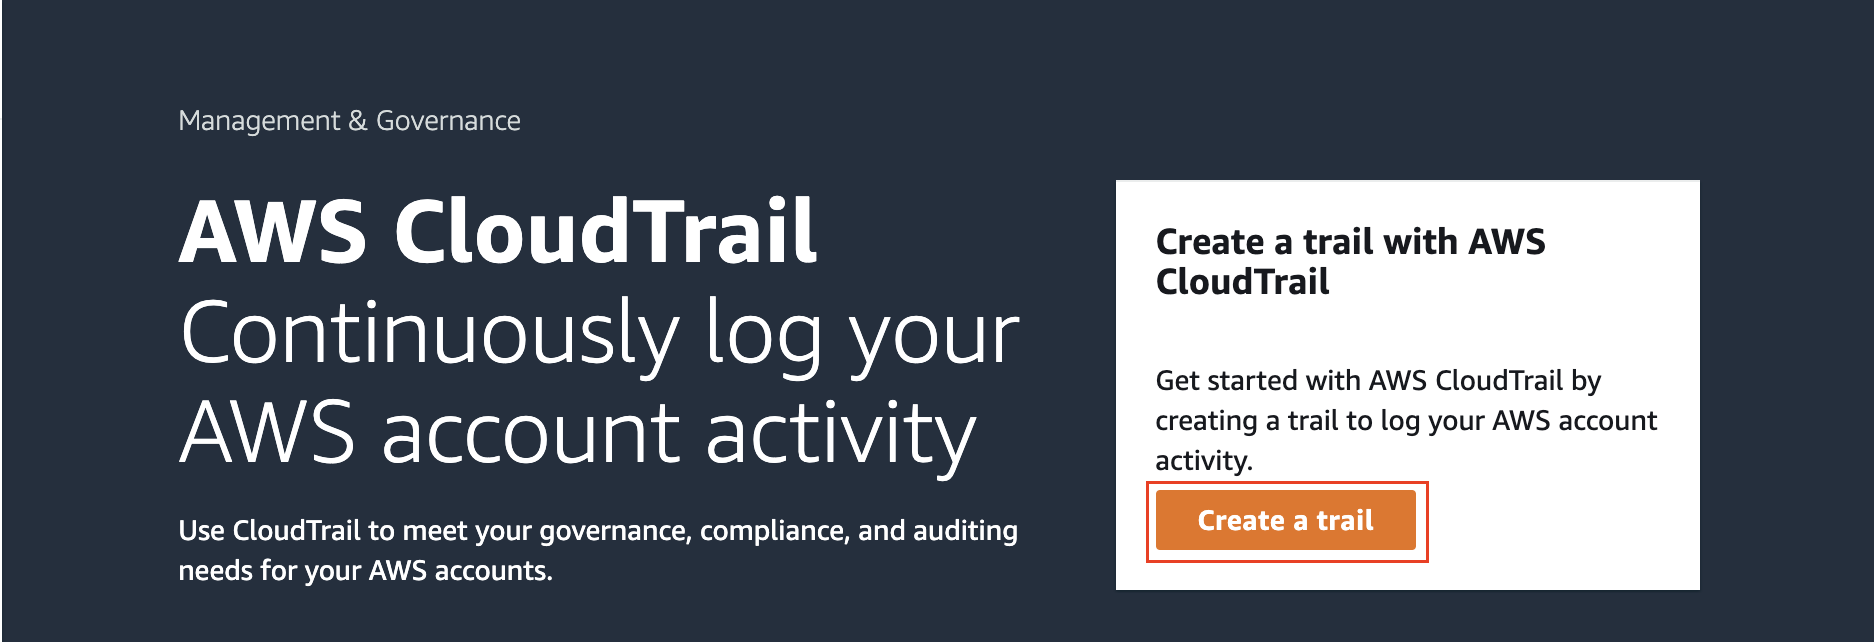 Management & Governance
AWS CloudTrail
Continuously log your
AWS account activity
Use CloudTrail to meet your governance, compliance, and auditing
needs for your AWS accounts.
Create a trail with AWS
CloudTrail
Get started with AWS CloudTrail by
creating a trail to log your AWS account
activity.
Create a trail